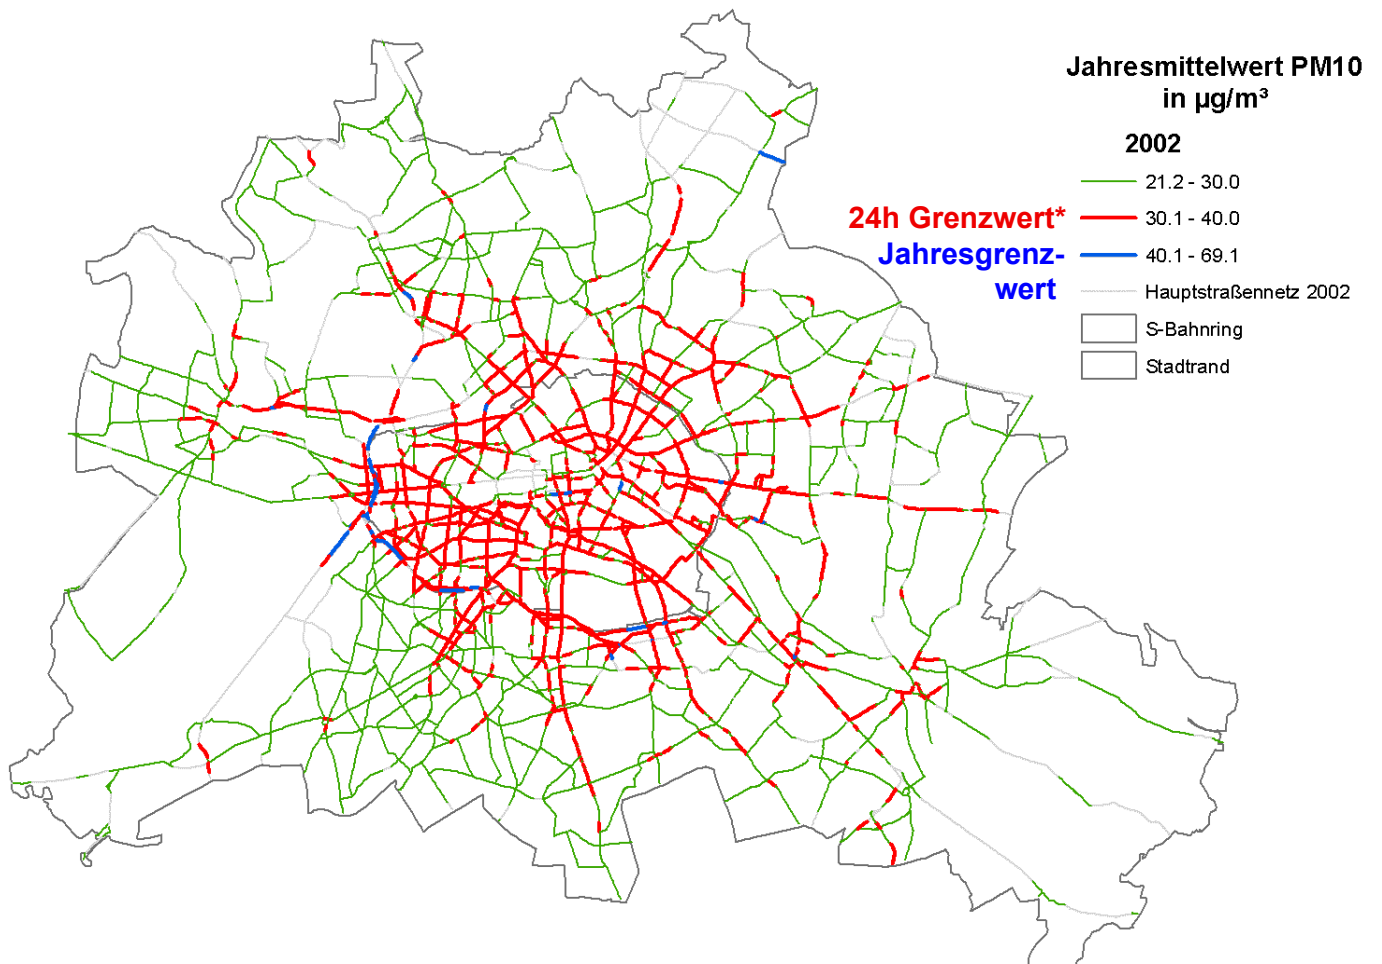 Jahresmittelwert PM10
in µg/m³
2002
21.2 - 30.0
24h Grenzwert*
30.1 - 40.0
Jahresgrenz-
wert
40.1 - 69.1
Hauptstraßennetz 2002
S-Bahnring
Stadtrand